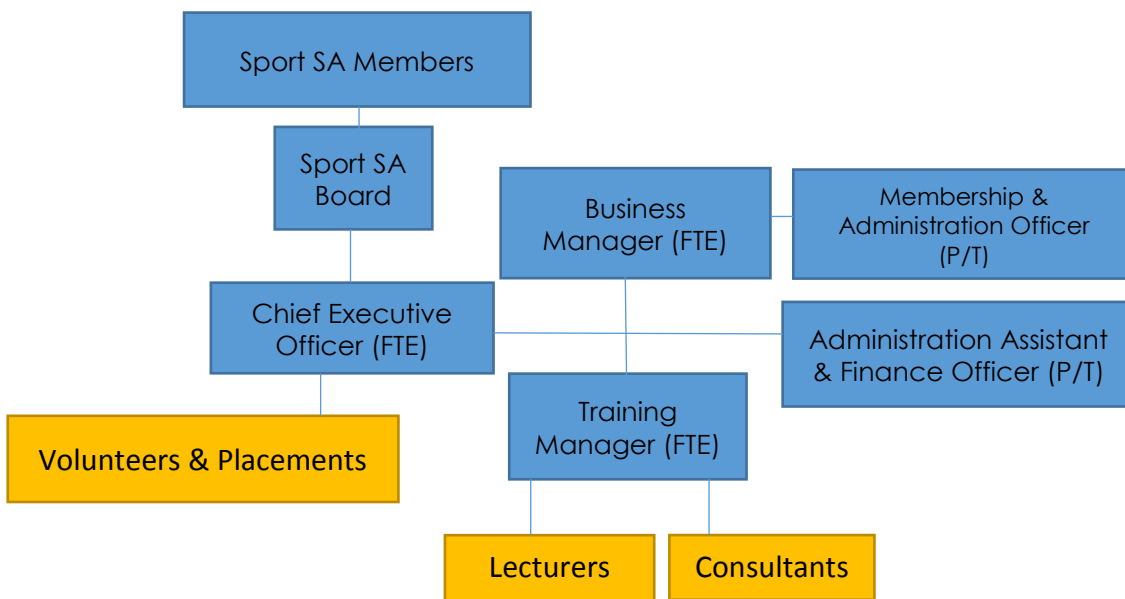 Sport SA Members
Sport SA
Board
Business
Manager (FTE)
Membership &
Administration Officer
(P/T)
Chief Executive
Officer (FTE)
Administration Assistant
& Finance Officer (P/T)
Training
Manager (FTE)
Volunteers & Placements
Lecturers
Consultants